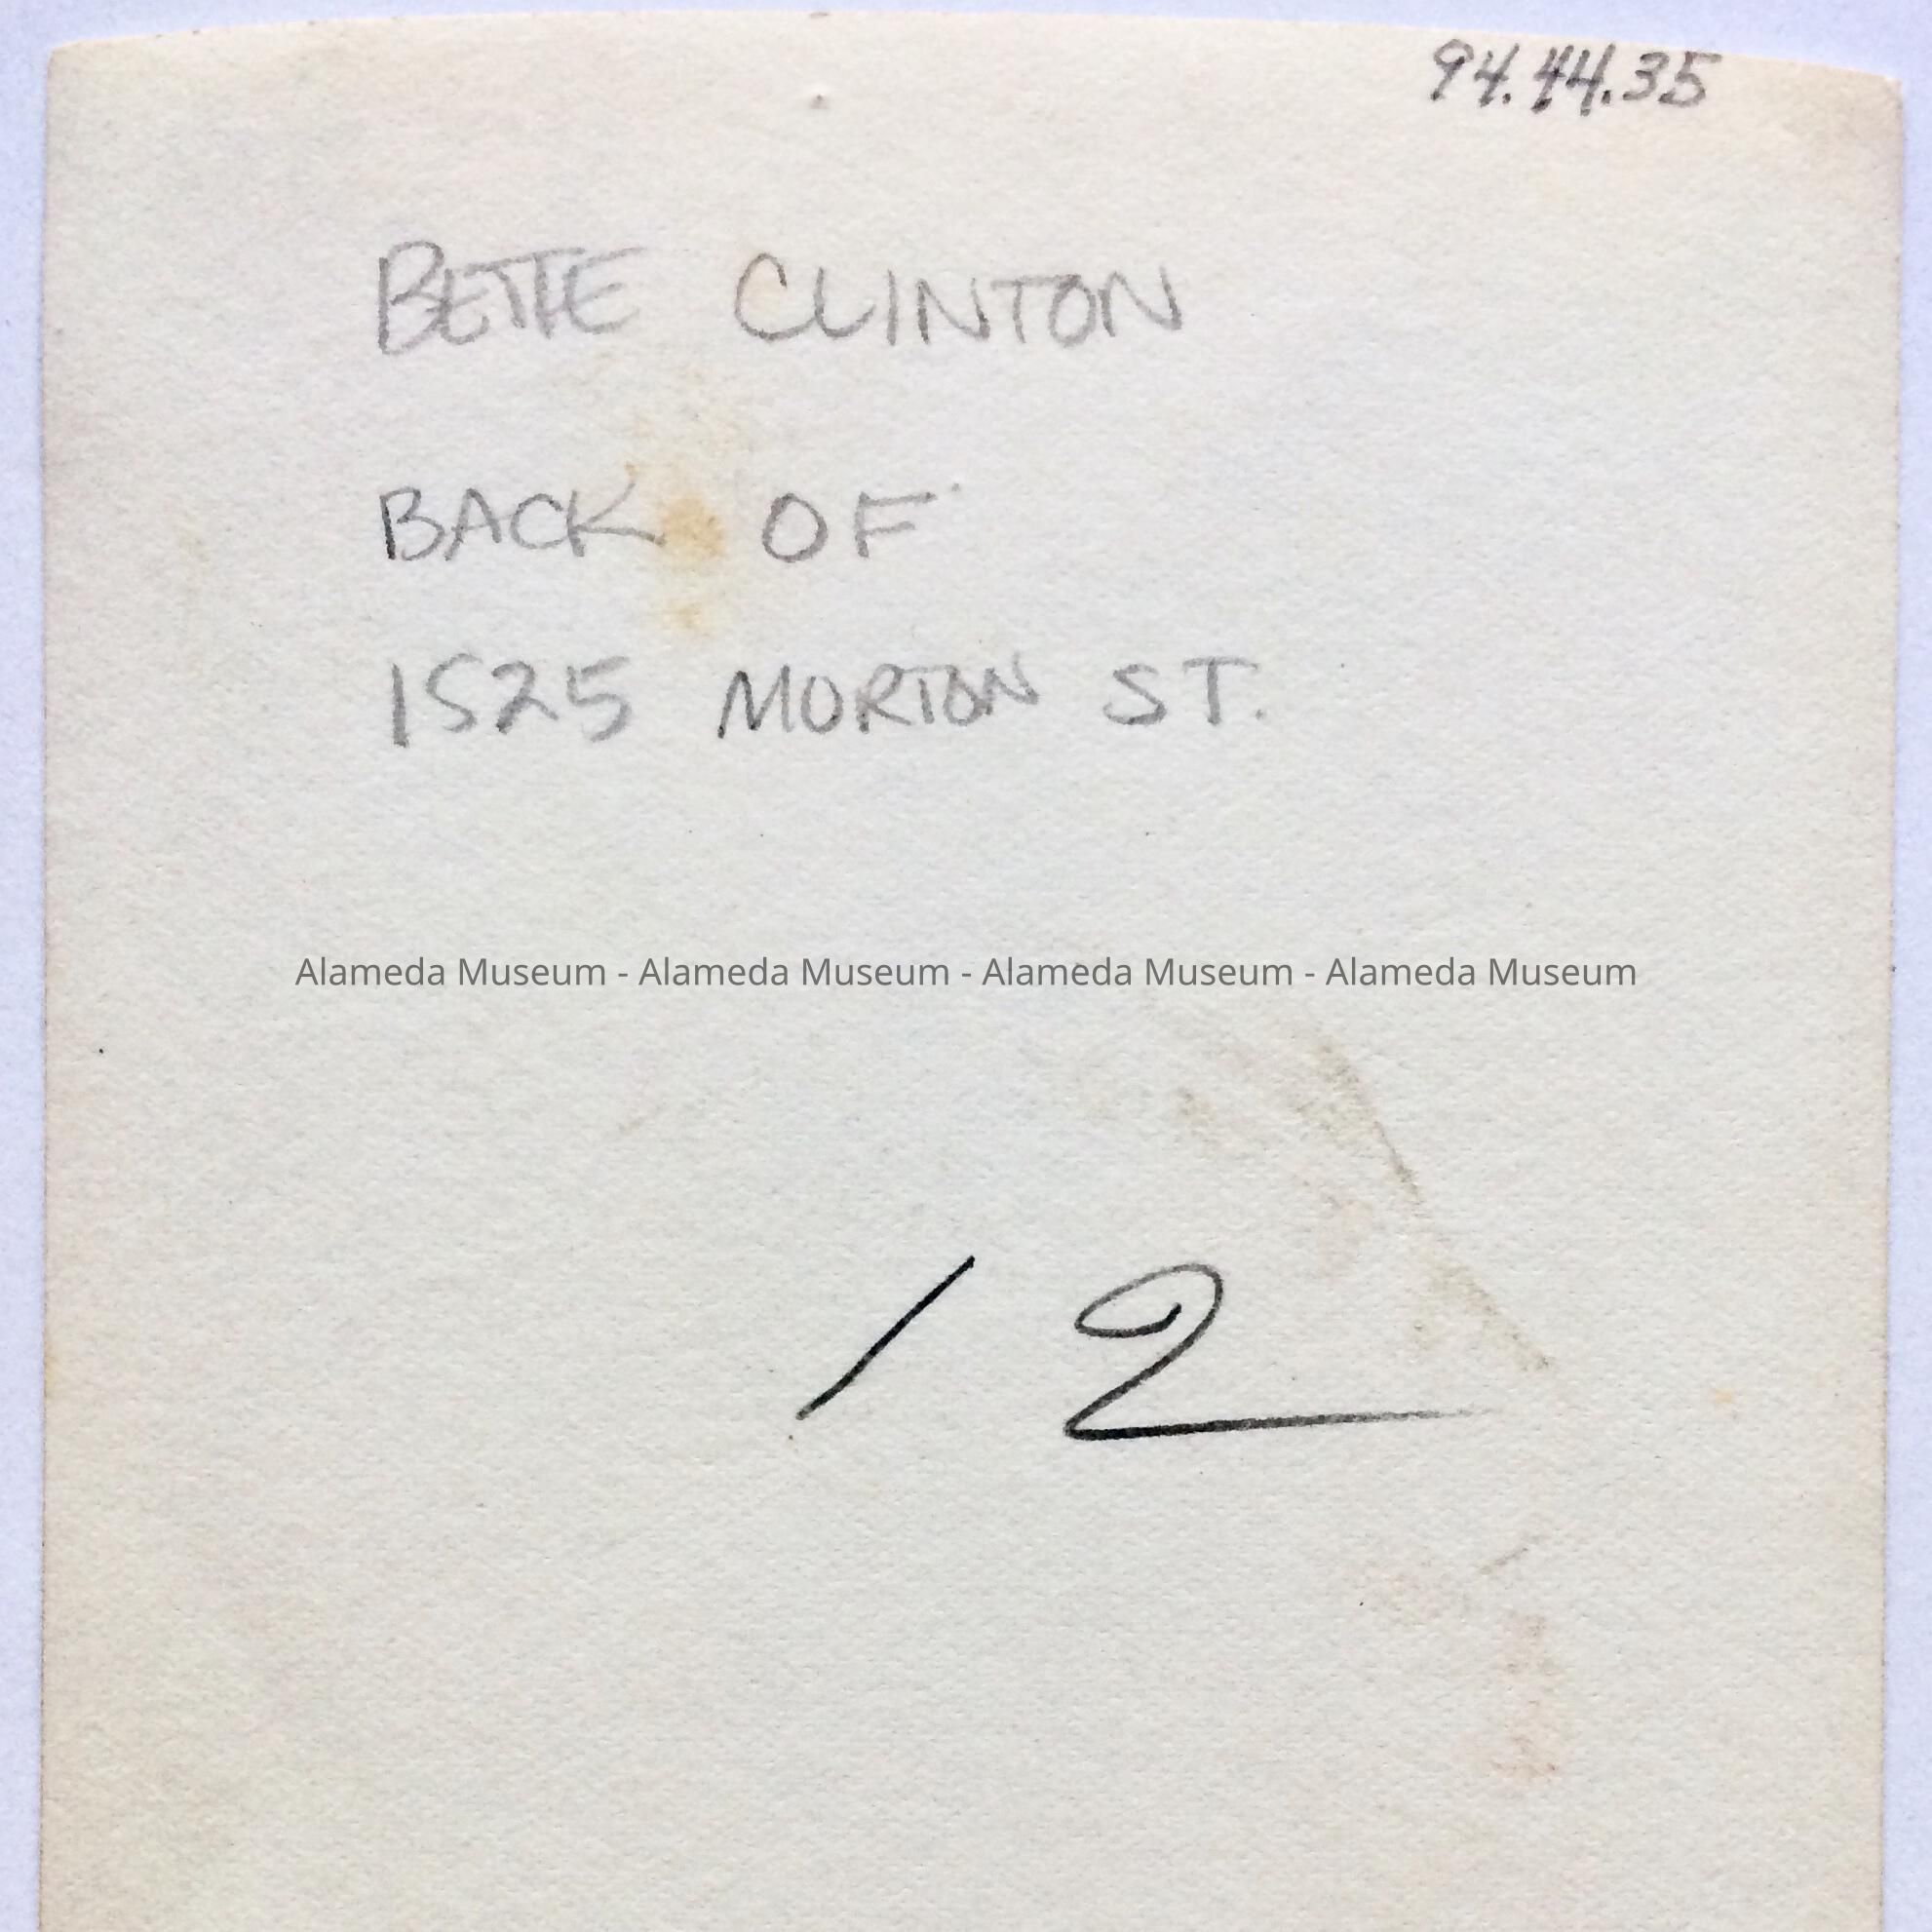 94.44.35
BETTE CLINTON
BACK OF
1525 MORTON ST.
Alameda Museum - Alameda Museum - Alameda Museum - Alameda Museum
12